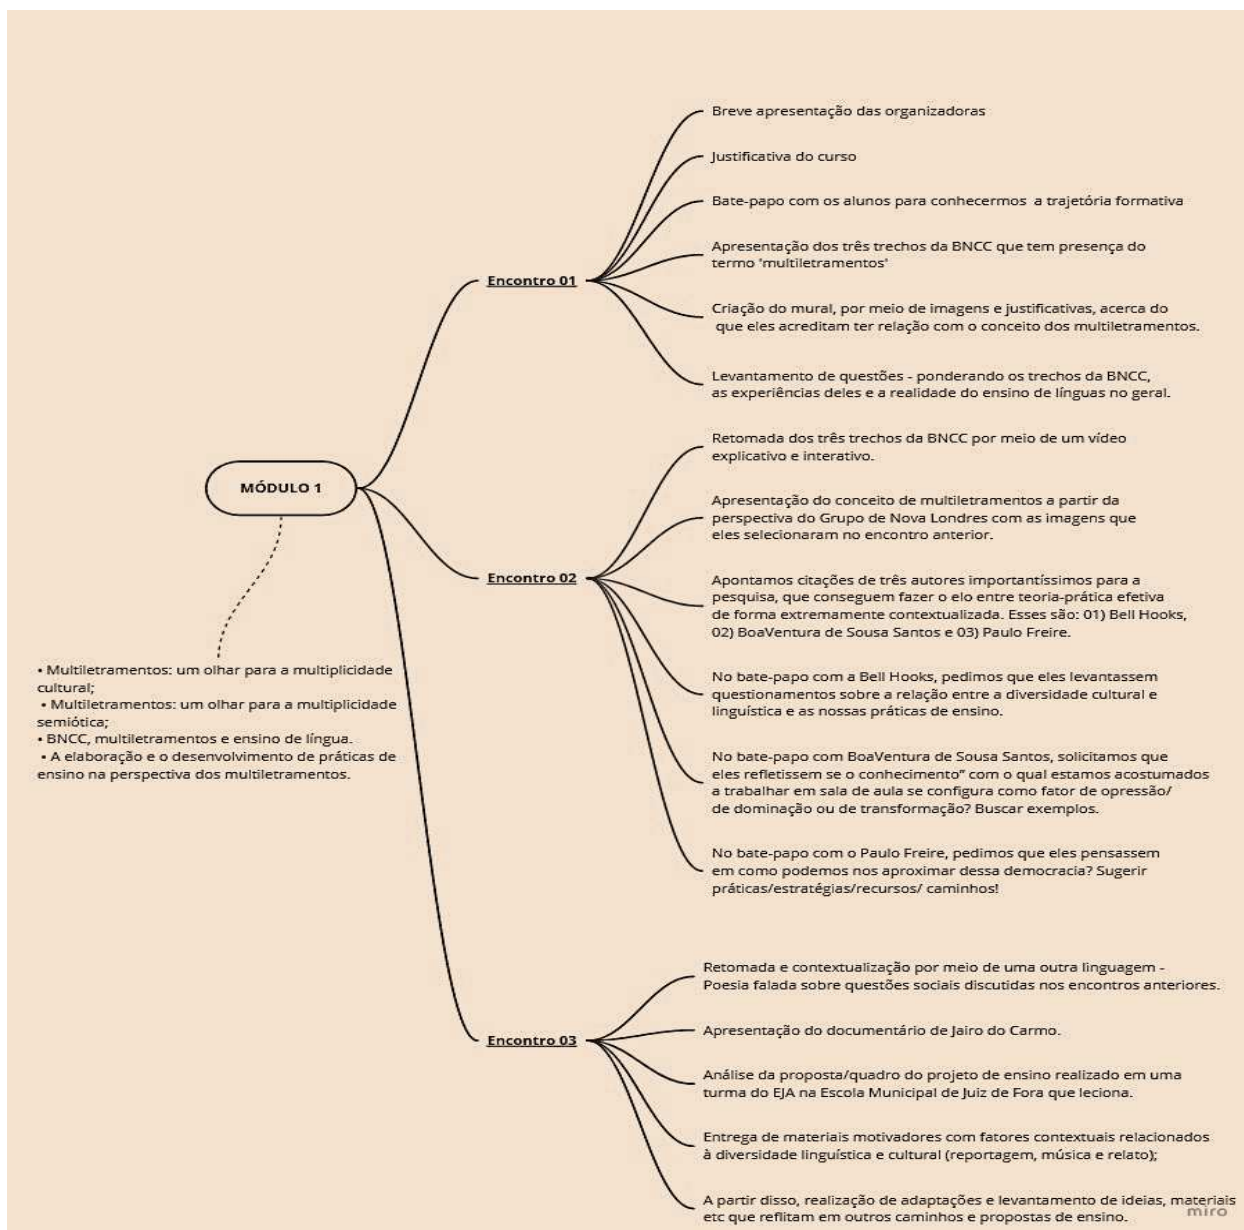 Breve apresentação das organizadoras
Justificativa do curso
Bate-papo com os alunos para conhecermos a trajetória formativa
Apresentação dos três trechos da BNCC que tem presença do
termo 'multiletramentos'
Encontro 01
Criação do mural, por meio de imagens e justificativas, acerca do
que eles acreditam ter relação com o conceito dos multiletramentos.
Levantamento de questões - ponderando os trechos da BNCC,
as experiências deles e a realidade do ensino de línguas no geral.
MÓDULO 1
• Multiletramentos: um olhar para a multiplicidade
cultural;
• Multiletramentos: um olhar para a multiplicidade
semiótica;
• BNCC, multiletramentos e ensino de língua.
• A elaboração e o desenvolvimento de práticas de
ensino na perspectiva dos multiletramentos.
Retomada dos três trechos da BNCC por meio de um vídeo
explicativo e interativo.
Apresentação do conceito de multiletramentos a partir da
perspectiva do Grupo de Nova Londres com as imagens que
eles selecionaram no encontro anterior.
Encontro 02
Apontamos citações de três autores importantíssimos para a
pesquisa, que conseguem fazer o elo entre teoria-prática efetiva
de forma extremamente contextualizada. Esses são: 01) Bell Hooks,
02) BoaVentura de Sousa Santos e 03) Paulo Freire.
No bate-papo com a Bell Hooks, pedimos que eles levantassem
questionamentos sobre a relação entre a diversidade cultural e
linguística e as nossas práticas de ensino.
No bate-papo com BoaVentura de Sousa Santos, solicitamos que
eles refletissem se o conhecimento" com o qual estamos acostumados
a trabalhar em sala de aula se configura como fator de opressão/
de dominação ou de transformação? Buscar exemplos.
No bate-papo com o Paulo Freire, pedimos que eles pensassem
em como podemos nos aproximar dessa democracia? Sugerir
práticas/estratégias/recursos/ caminhos!
Retomada e contextualização por meio de uma outra linguagem -
Poesia falada sobre questões sociais discutidas nos encontros anteriores.
Apresentação do documentário de Jairo do Carmo.
Encontro 03
Análise da proposta/quadro do projeto de ensino realizado em uma
turma do EJA na Escola Municipal de Juiz de Fora que leciona.
Entrega de materiais motivadores com fatores contextuais relacionados
à diversidade linguística e cultural (reportagem, música e relato);
A partir disso, realização de adaptações e levantamento de ideias, materiais
etc que reflitam em outros caminhos e propostas de ensino.
miro